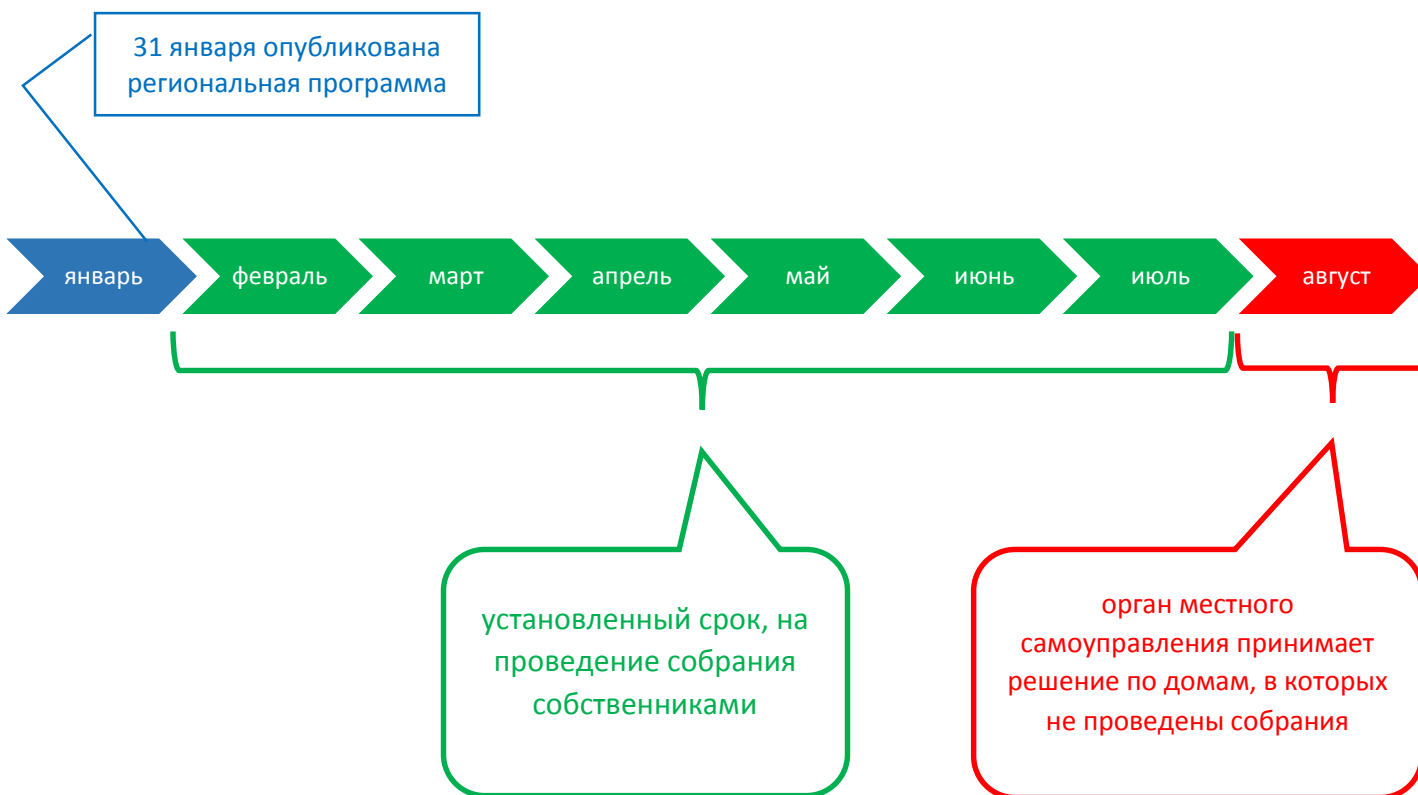 31 января опубликована
региональная программа
январь
февраль
март
апрель
май
июнь
июль
август
установленный срок, на
проведение собрания
собственниками
орган местного
самоуправления принимает
решение по домам, в которых
не проведены собрания